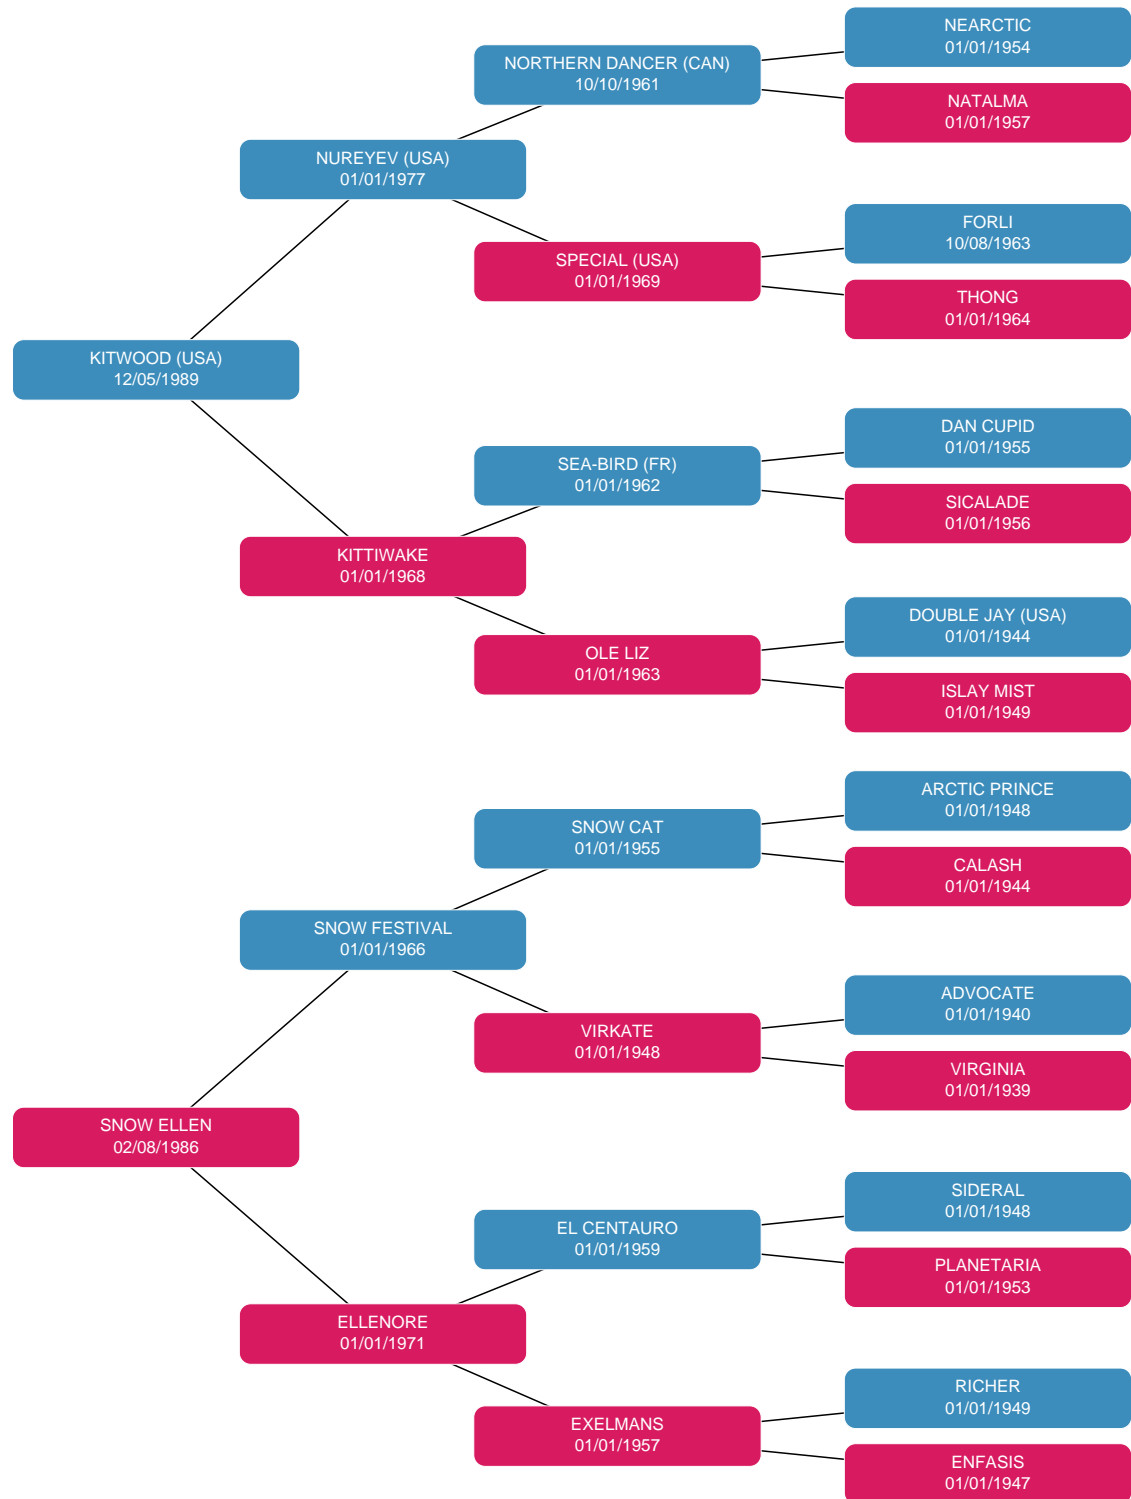 NEARCTIC
01/01/1954
NORTHERN DANCER (CAN)
10/10/1961
NATALMA
01/01/1957
NUREYEV (USA)
01/01/1977
FORLI
10/08/1963
SPECIAL (USA)
01/01/1969
THONG
01/01/1964
KITWOOD (USA)
12/05/1989
DAN CUPID
01/01/1955
SEA-BIRD (FR)
01/01/1962
SICALADE
01/01/1956
KITTIWAKE
01/01/1968
DOUBLE JAY (USA)
01/01/1944
OLE LIZ
01/01/1963
ISLAY MIST
01/01/1949
ARCTIC PRINCE
01/01/1948
SNOW CAT
01/01/1955
CALASH
01/01/1944
SNOW FESTIVAL
01/01/1966
ADVOCATE
01/01/1940
VIRKATE
01/01/1948
VIRGINIA
01/01/1939
SNOW ELLEN
02/08/1986
SIDERAL
01/01/1948
EL CENTAURO
01/01/1959
PLANETARIA
01/01/1953
ELLENORE
01/01/1971
RICHER
01/01/1949
EXELMANS
01/01/1957
ENFASIS
01/01/1947